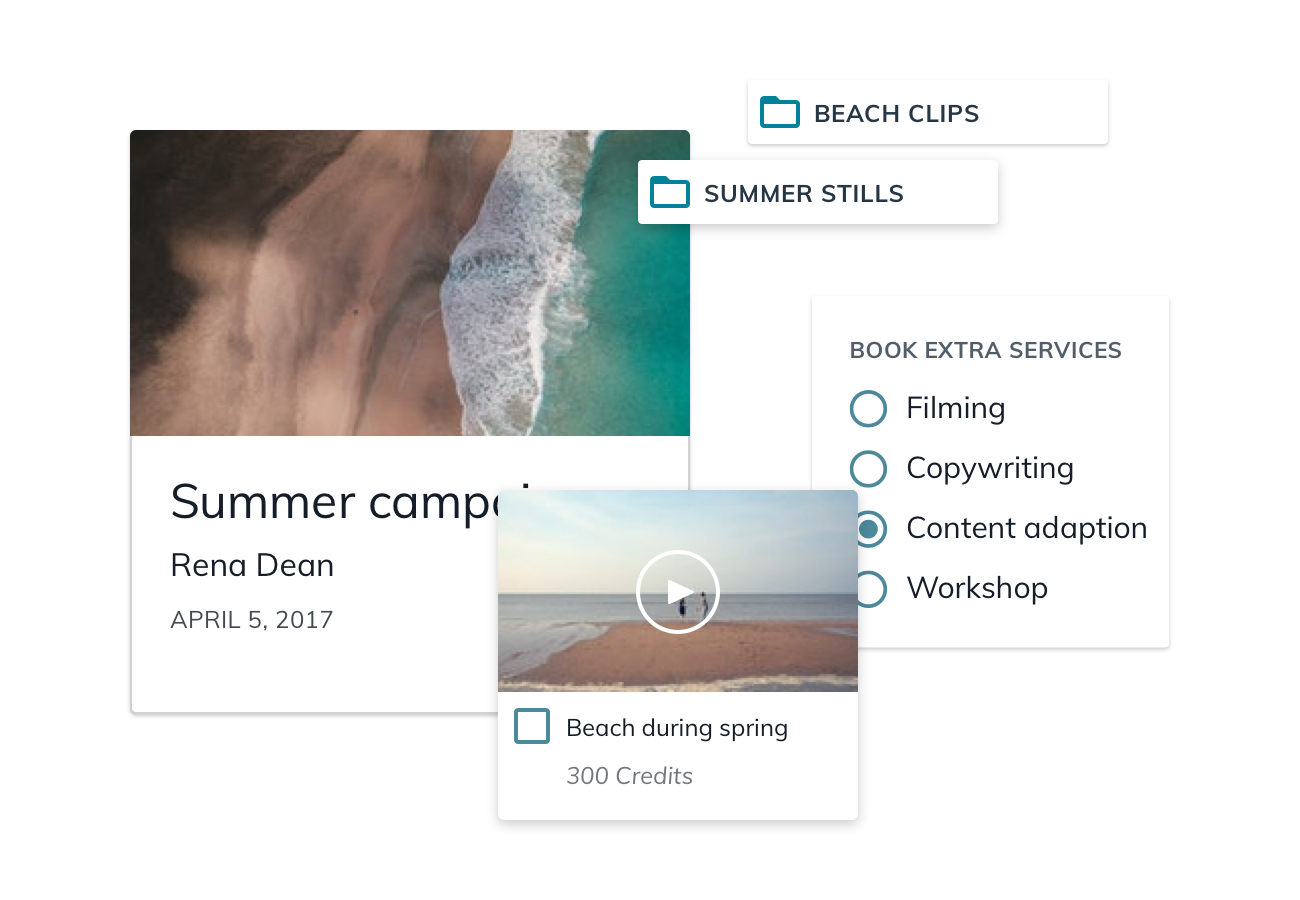 BEACH CLIPS
SUMMER STILLS
BOOK EXTRA SERVICES
Filming
Copywriting
Content adaption
Workshop
Summer
Rena Dean
APRIL 5, 2017
Beach during spring
300 Credits